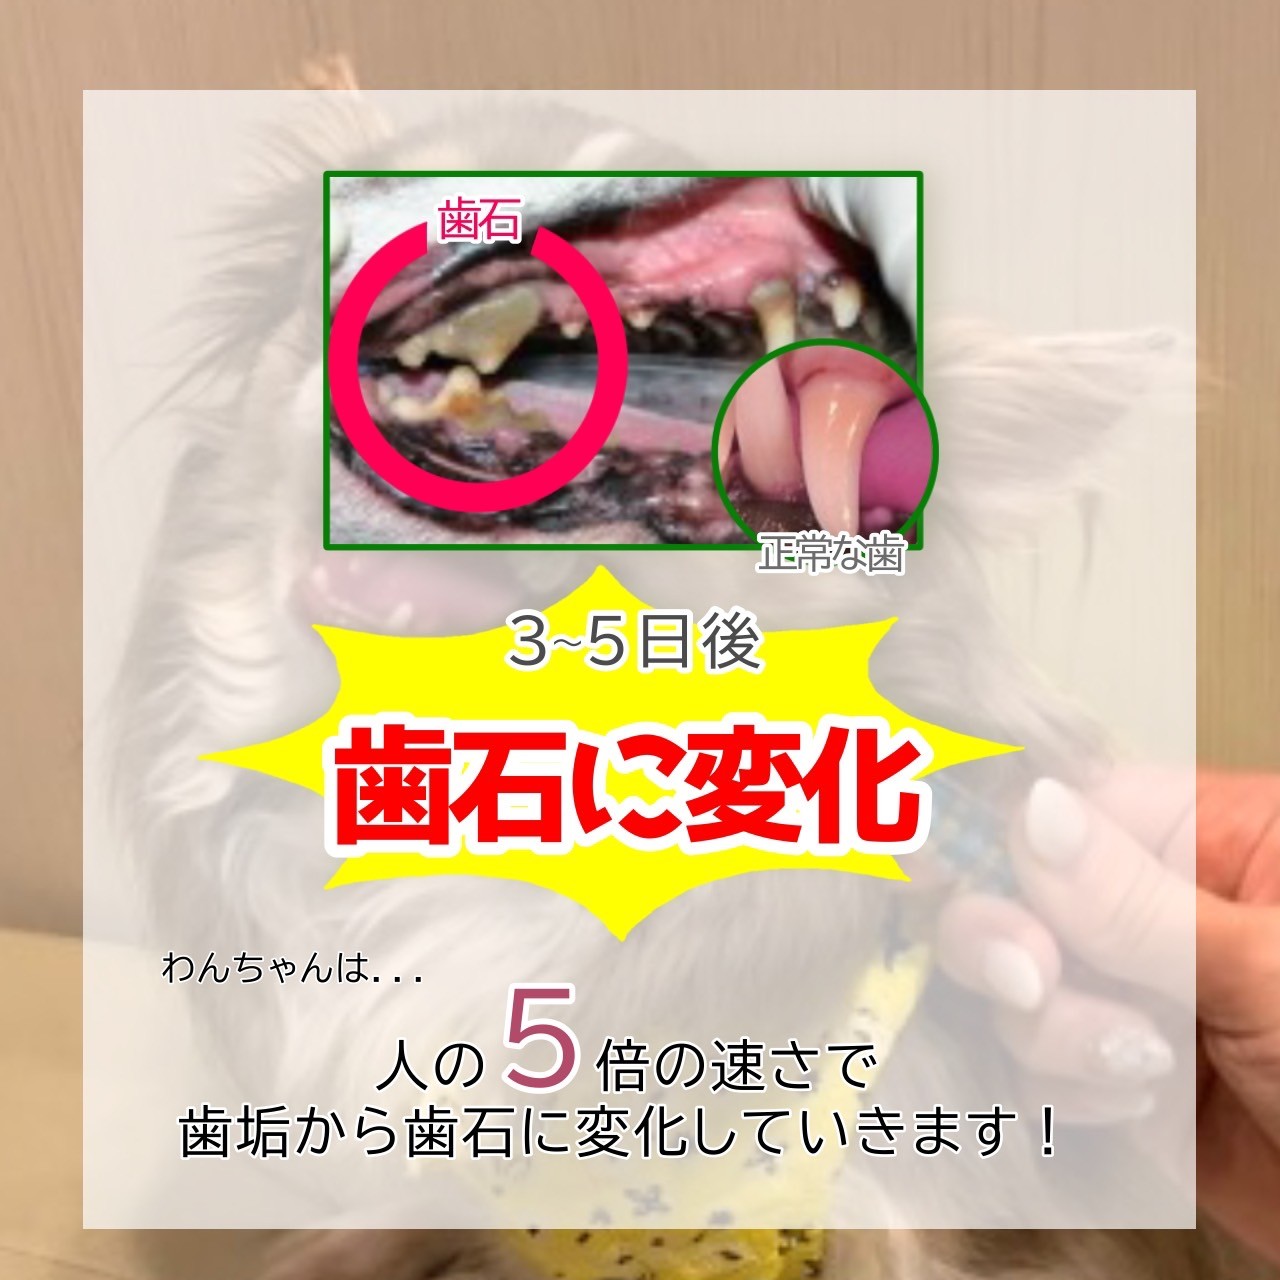 歯石
正常な歯
3~5日後
歯石に変化
わんちゃんは...
人の5倍の速さで
歯垢から歯石に変化していきます！